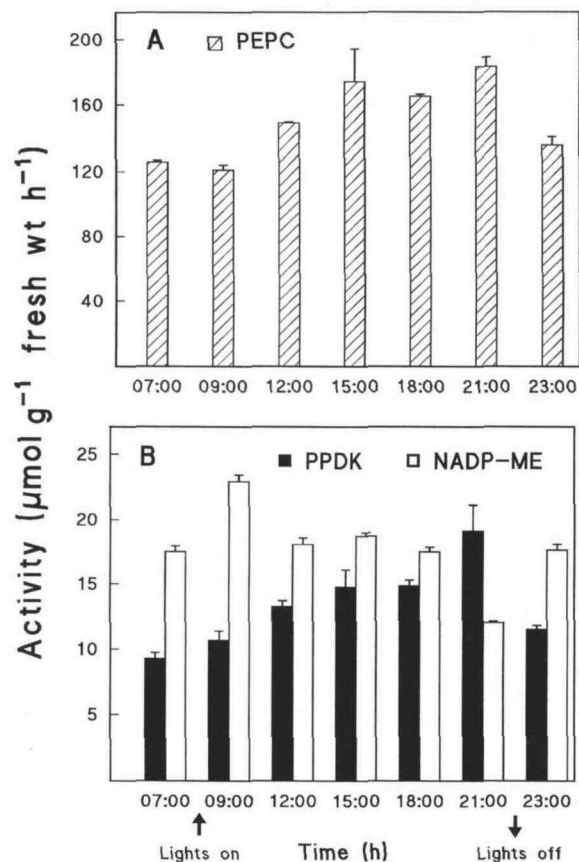 Activity (μmol g⁻¹ fresh wt h⁻¹)
A PEPC
200
160
120
80
40
07:00 09:00 12:00 15:00 18:00 21:00 23:00
B PPDK NADP-ME
25
20
15
10
5
07:00 09:00 12:00 15:00 18:00 21:00 23:00
Lights on Time (h) Lights off